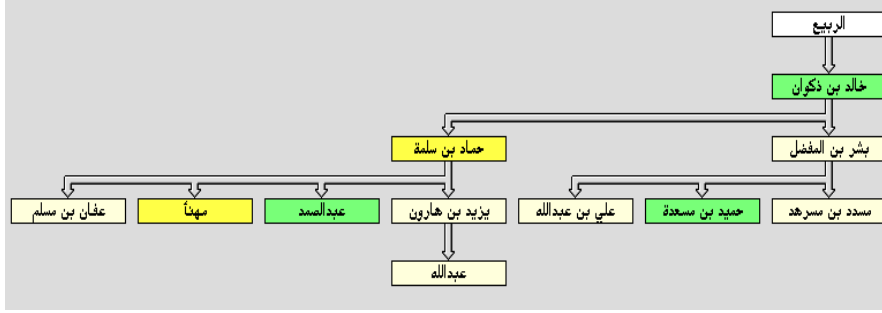 الربيع
خالد بن ذكوان
بشر بن المفضل
حماد بن سلمة
مسدد بن مسرهد
حميد بن مسعدة
علي بن عبدالله
يزيد بن هارون
عبدالصمد
مهنأ
عفان بن مسلم
عبدالله